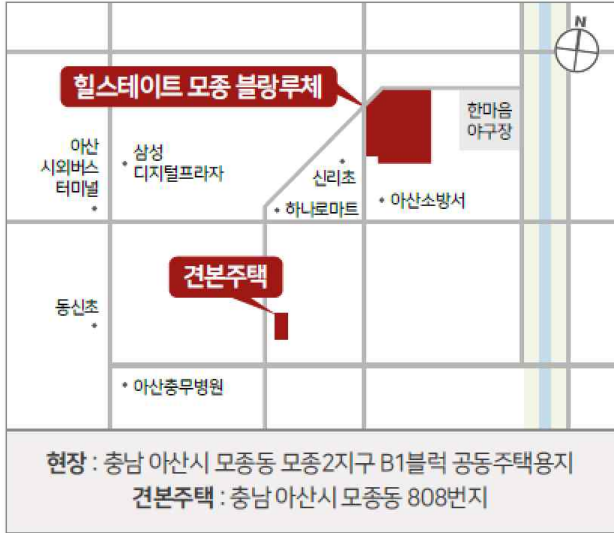 N
힐스테이트 모종 블랑루체
한마음
야구장
아산
시외버스
터미널
삼성
디지털프라자
신리초
하나로마트
아산소방서
견본주택
동신초
아산충무병원
현장 : 충남 아산시 모종동 모종2지구 B1블럭 공동주택용지
견본주택 : 충남 아산시 모종동 808번지